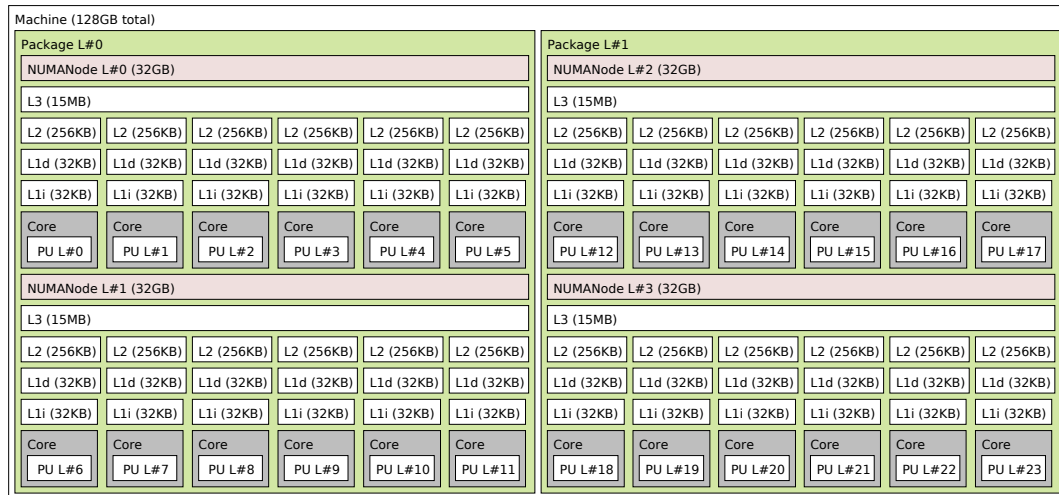 Machine (128GB total)
Package L#0
NUMANode L#0 (32GB)
L3 (15MB)
L2 (256KB) L2 (256KB) L2 (256KB) L2 (256KB) L2 (256KB) L2 (256KB)
L1d (32KB) L1d (32KB) L1d (32KB) L1d (32KB) L1d (32KB) L1d (32KB)
L1i (32KB) L1i (32KB) L1i (32KB) L1i (32KB) L1i (32KB) L1i (32KB)
Core Core Core Core Core Core
PU L#0 PU L#1 PU L#2 PU L#3 PU L#4 PU L#5
NUMANode L#1 (32GB)
L3 (15MB)
L2 (256KB) L2 (256KB) L2 (256KB) L2 (256KB) L2 (256KB) L2 (256KB)
L1d (32KB) L1d (32KB) L1d (32KB) L1d (32KB) L1d (32KB) L1d (32KB)
L1i (32KB) L1i (32KB) L1i (32KB) L1i (32KB) L1i (32KB) L1i (32KB)
Core Core Core Core Core Core
PU L#6 PU L#7 PU L#8 PU L#9 PU L#10 PU L#11
Package L#1
NUMANode L#2 (32GB)
L3 (15MB)
L2 (256KB) L2 (256KB) L2 (256KB) L2 (256KB) L2 (256KB) L2 (256KB)
L1d (32KB) L1d (32KB) L1d (32KB) L1d (32KB) L1d (32KB) L1d (32KB)
L1i (32KB) L1i (32KB) L1i (32KB) L1i (32KB) L1i (32KB) L1i (32KB)
Core Core Core Core Core Core
PU L#12 PU L#13 PU L#14 PU L#15 PU L#16 PU L#17
NUMANode L#3 (32GB)
L3 (15MB)
L2 (256KB) L2 (256KB) L2 (256KB) L2 (256KB) L2 (256KB) L2 (256KB)
L1d (32KB) L1d (32KB) L1d (32KB) L1d (32KB) L1d (32KB) L1d (32KB)
L1i (32KB) L1i (32KB) L1i (32KB) L1i (32KB) L1i (32KB) L1i (32KB)
Core Core Core Core Core Core
PU L#18 PU L#19 PU L#20 PU L#21 PU L#22 PU L#23